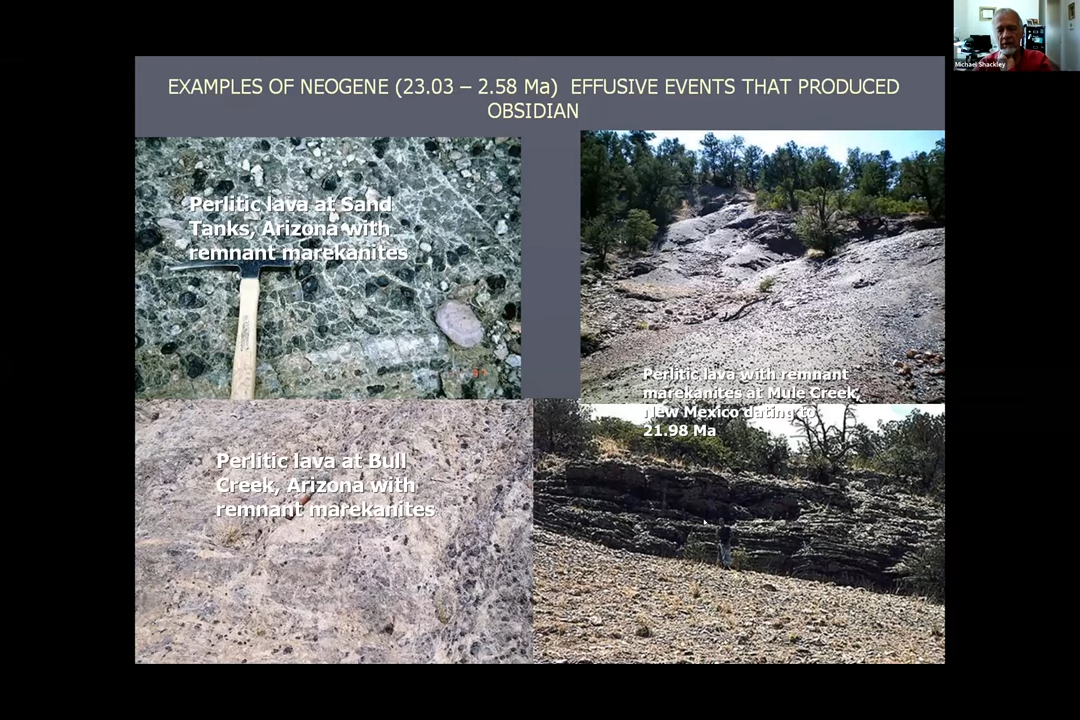 Michael Shackley
EXAMPLES OF NEOGENE (23.03 – 2.58 Ma) EFFUSIVE EVENTS THAT PRODUCED
OBSIDIAN
Perlitic lava at Sand
Tanks, Arizona with
remnant marekanites
Perlitic lava with remnant
marekanites at Mule Creek,
New Mexico dating to
21.98 Ma
Perlitic lava at Bull
Creek, Arizona with
remnant marekanites